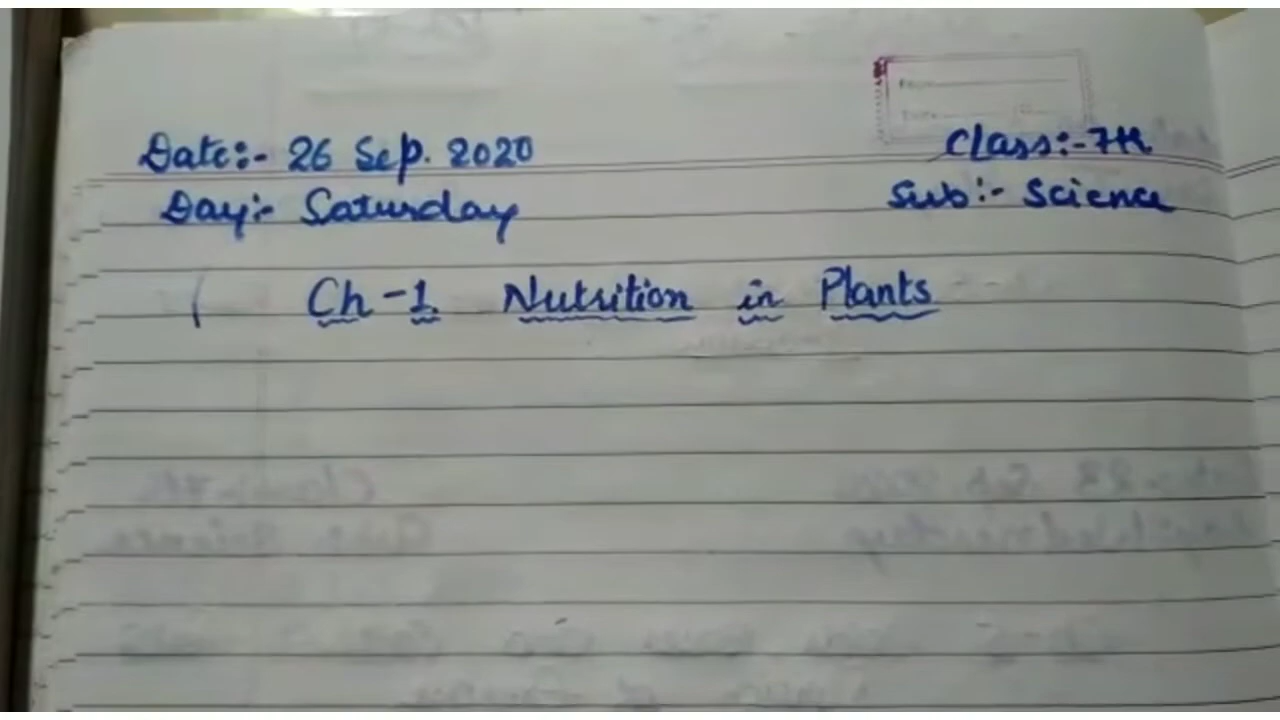 Date:- 26 Sep. 2020
Class:- 7th
Day:- Saturday
Sub:- Science
Ch-1 Nutrition in Plants